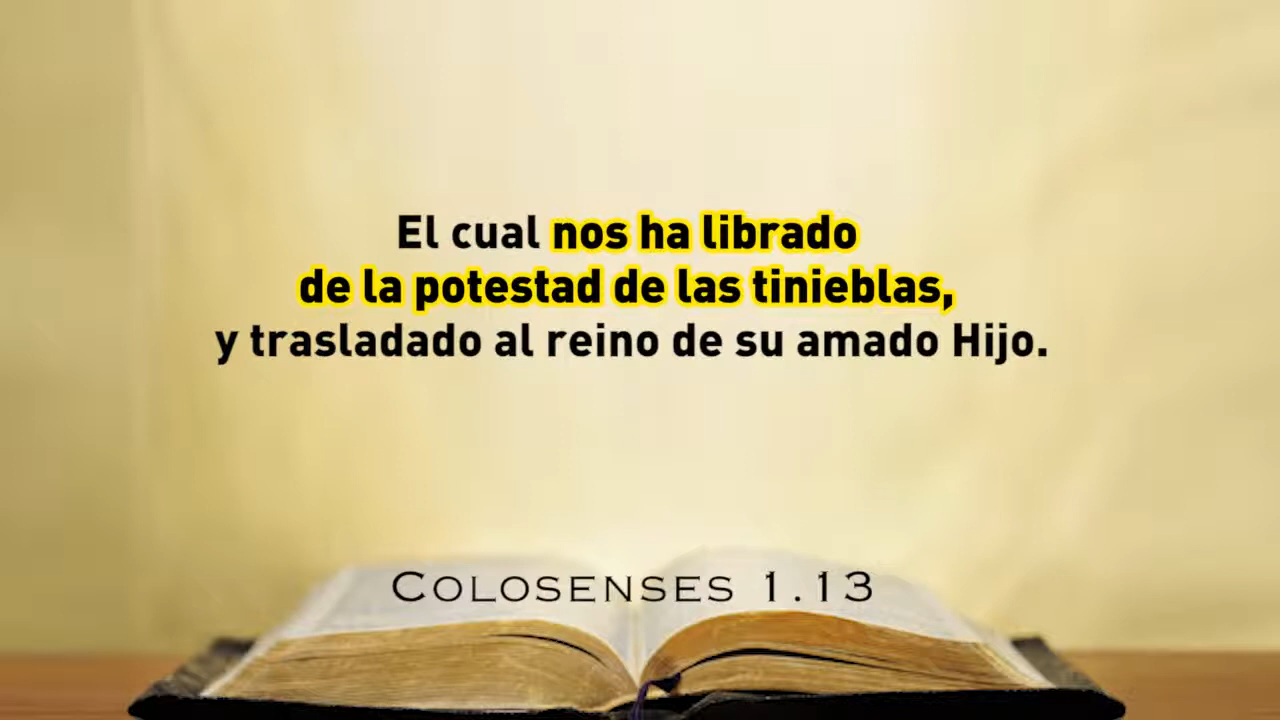 El cual nos ha librado
de la potestad de las tinieblas,
y trasladado al reino de su amado Hijo.
Colosenses 1.13